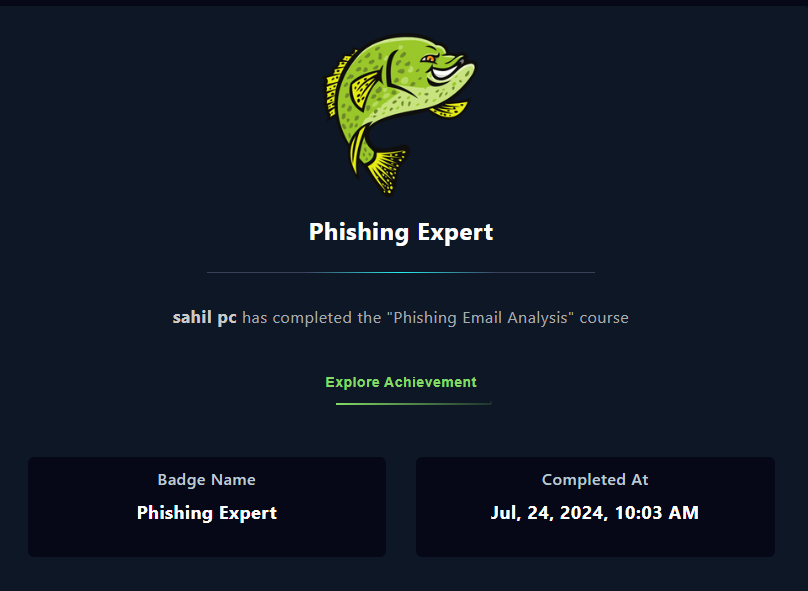 Phishing Expert
sahil pc has completed the "Phishing Email Analysis" course
Explore Achievement
Badge Name
Phishing Expert
Completed At
Jul, 24, 2024, 10:03 AM